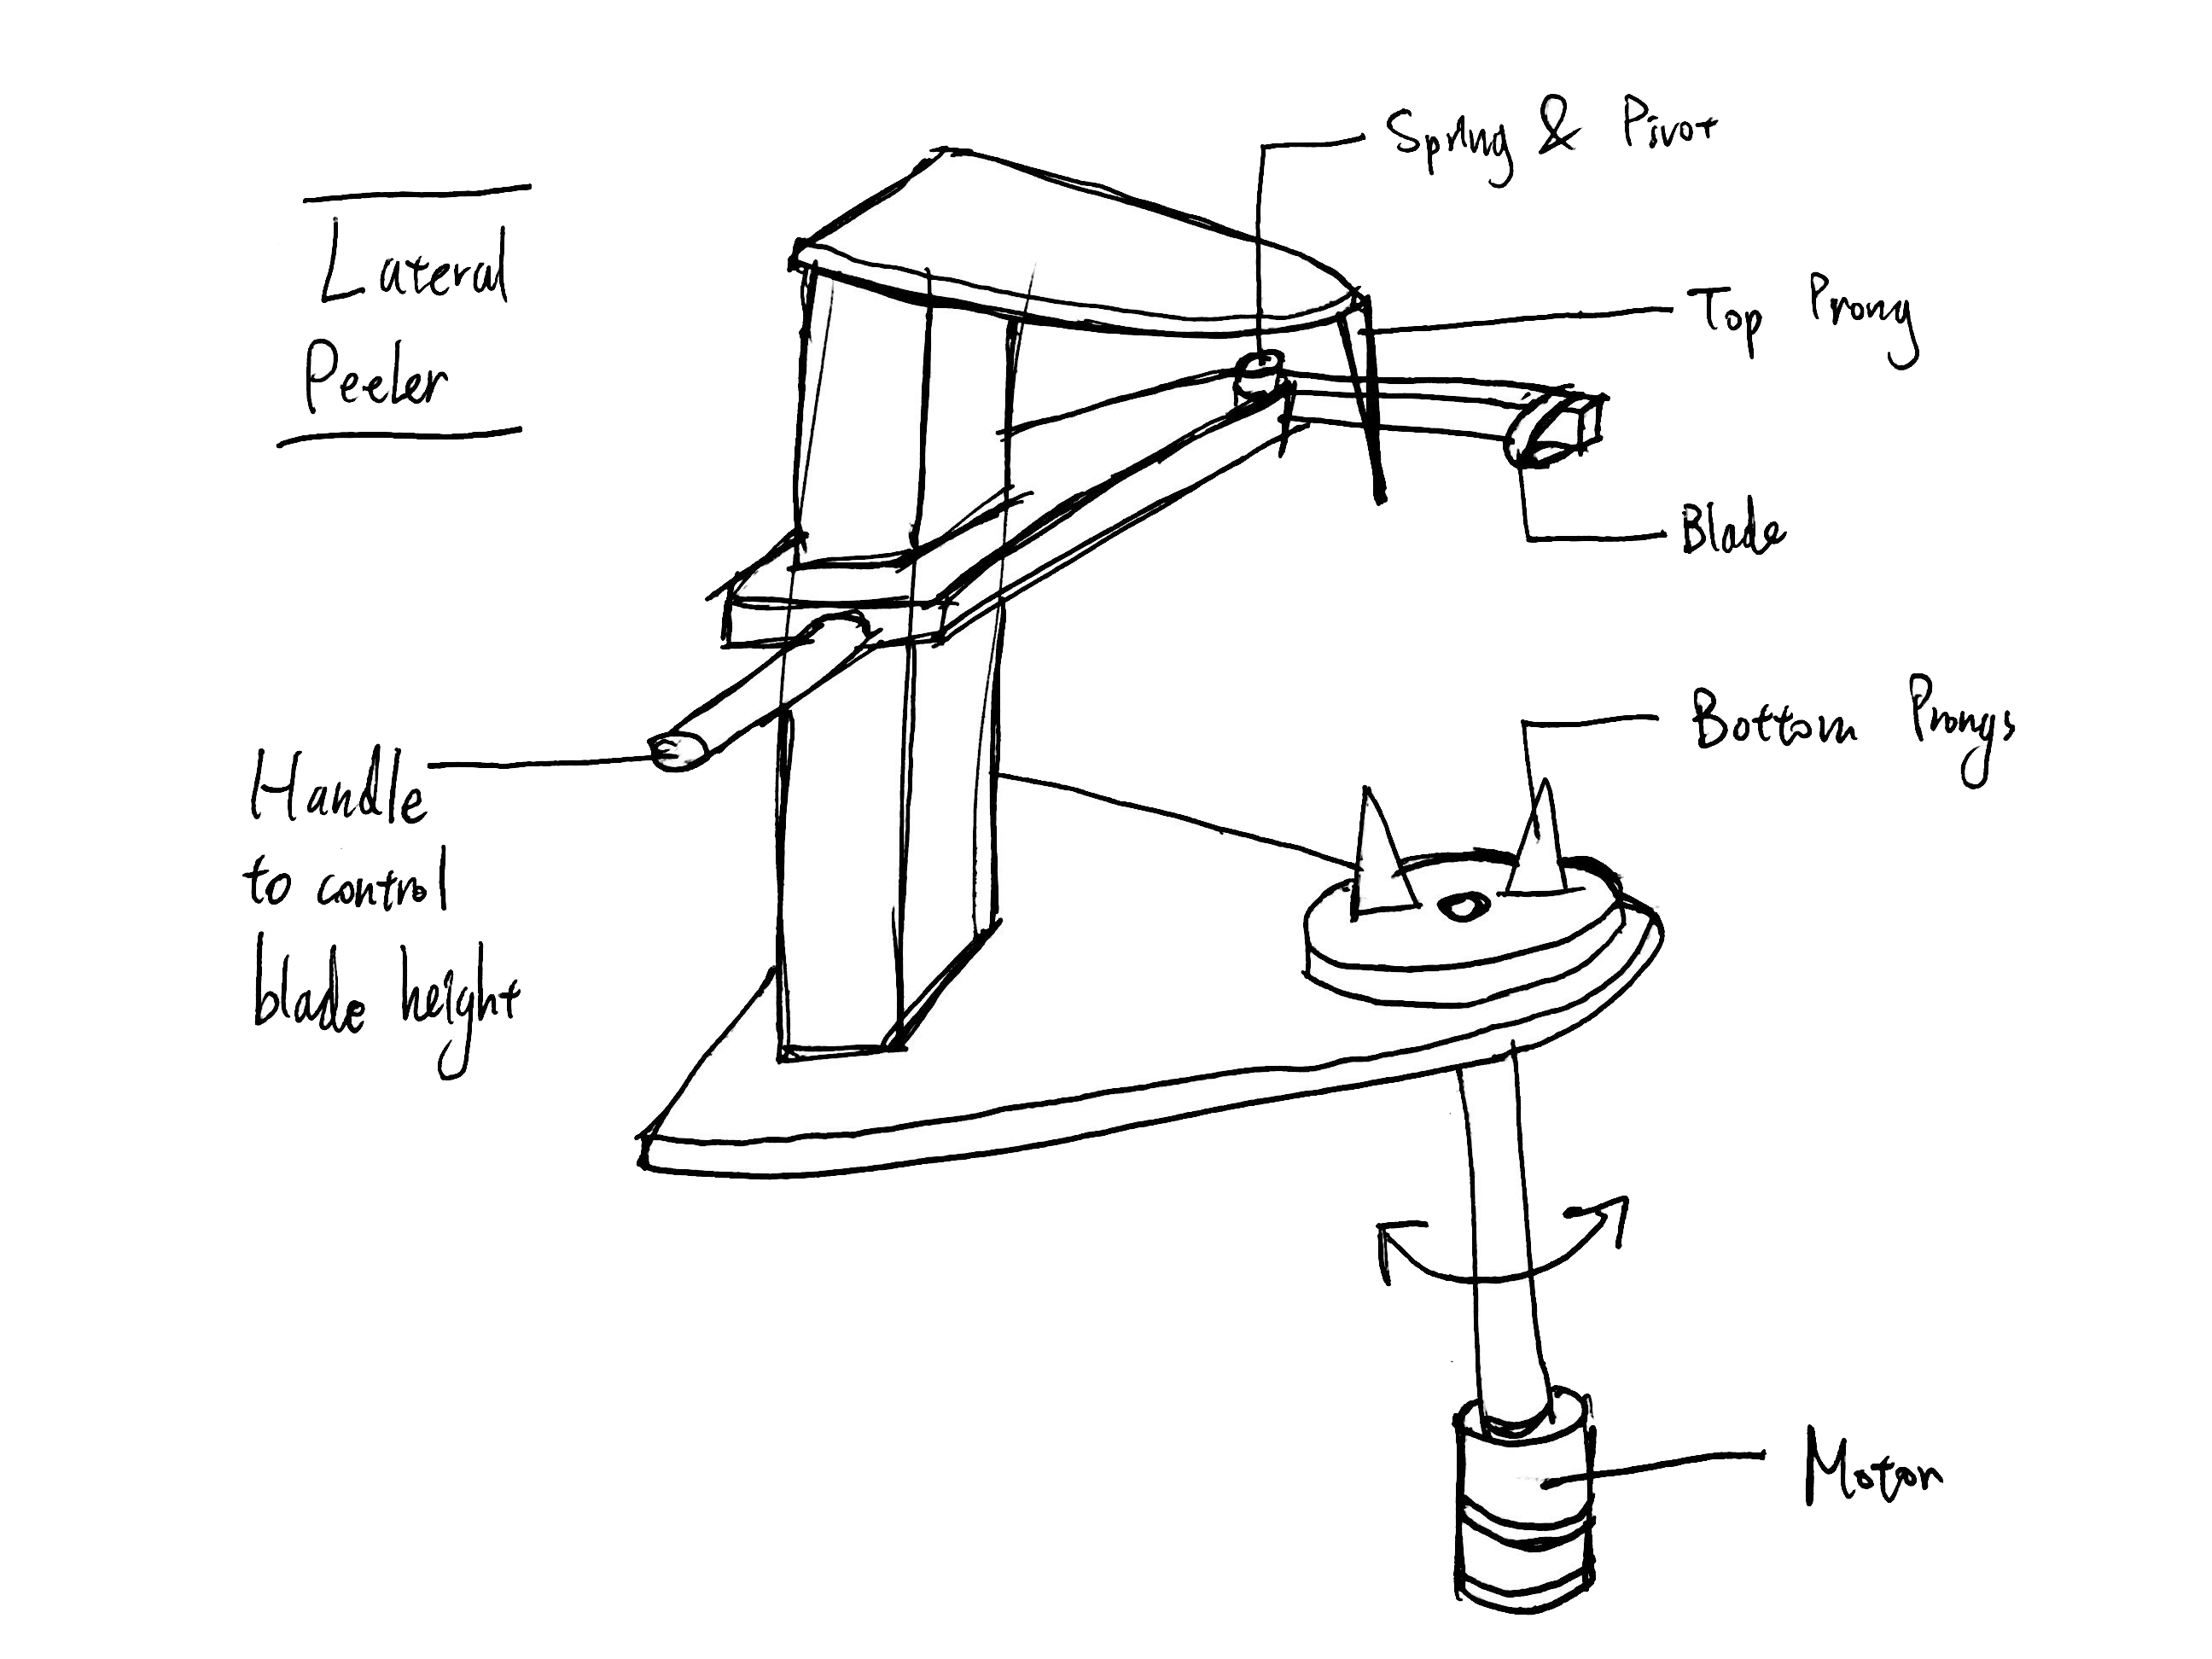 Lateral
Peeler
Spring & Pivot
Top Prong
Blade
Bottom Prongs
Handle
to control
blade height
Motor